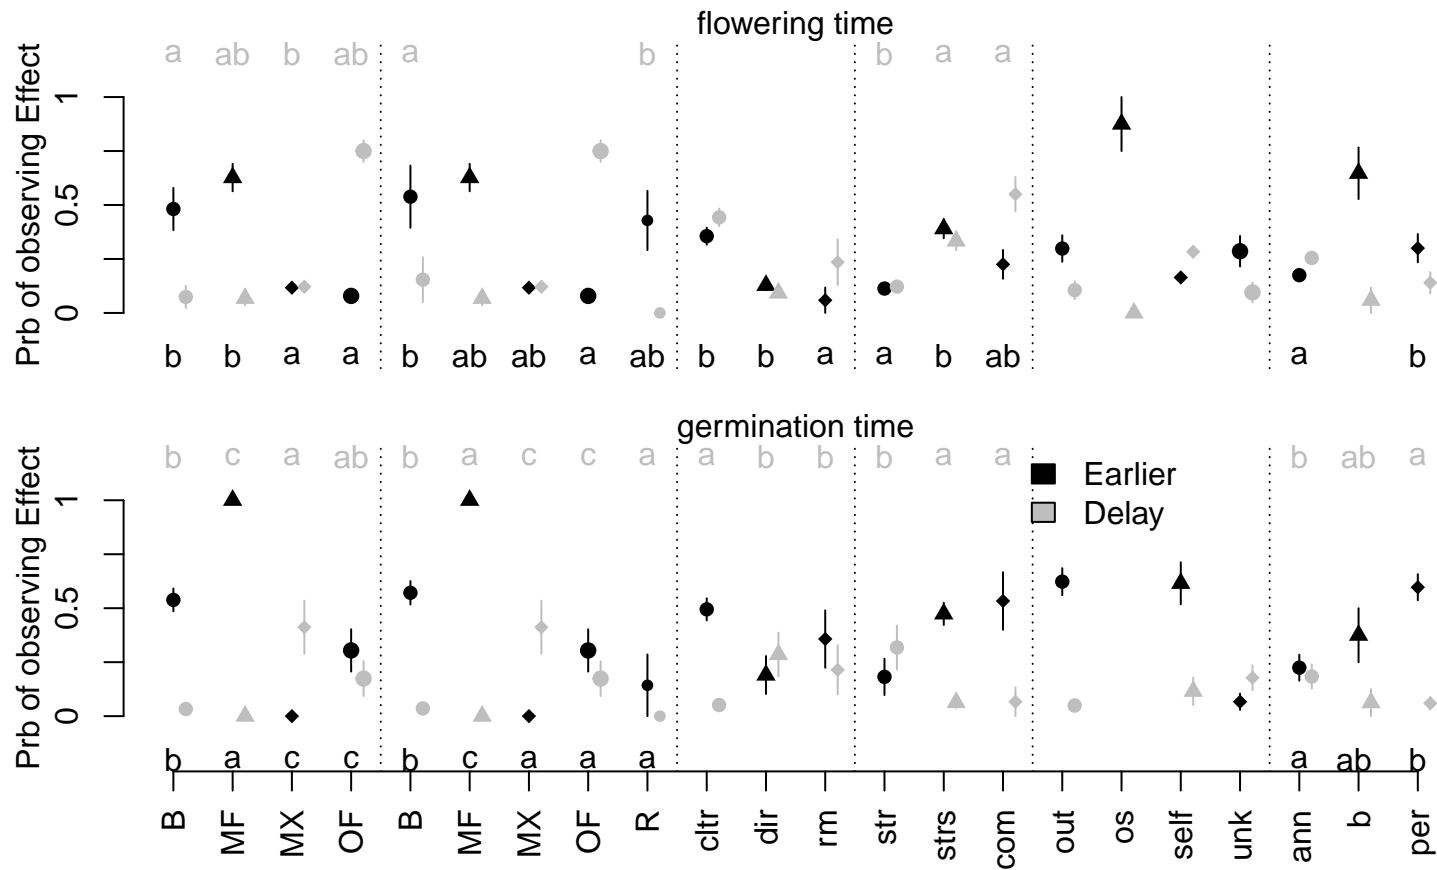 flowering time
a ab b ab a b b a a
Prb of observing Effect
1
0.5
0
b b a a b ab ab a ab b b a a b ab a b
germination time
b c a ab b a c c a a b b b a a b ab a
Prb of observing Effect
Earlier
Delay
1
0.5
0
b a c c b c a a a a ab b
B MF MX OF B MF MX OF R cltr dir rm str strs com out os self unk ann b per